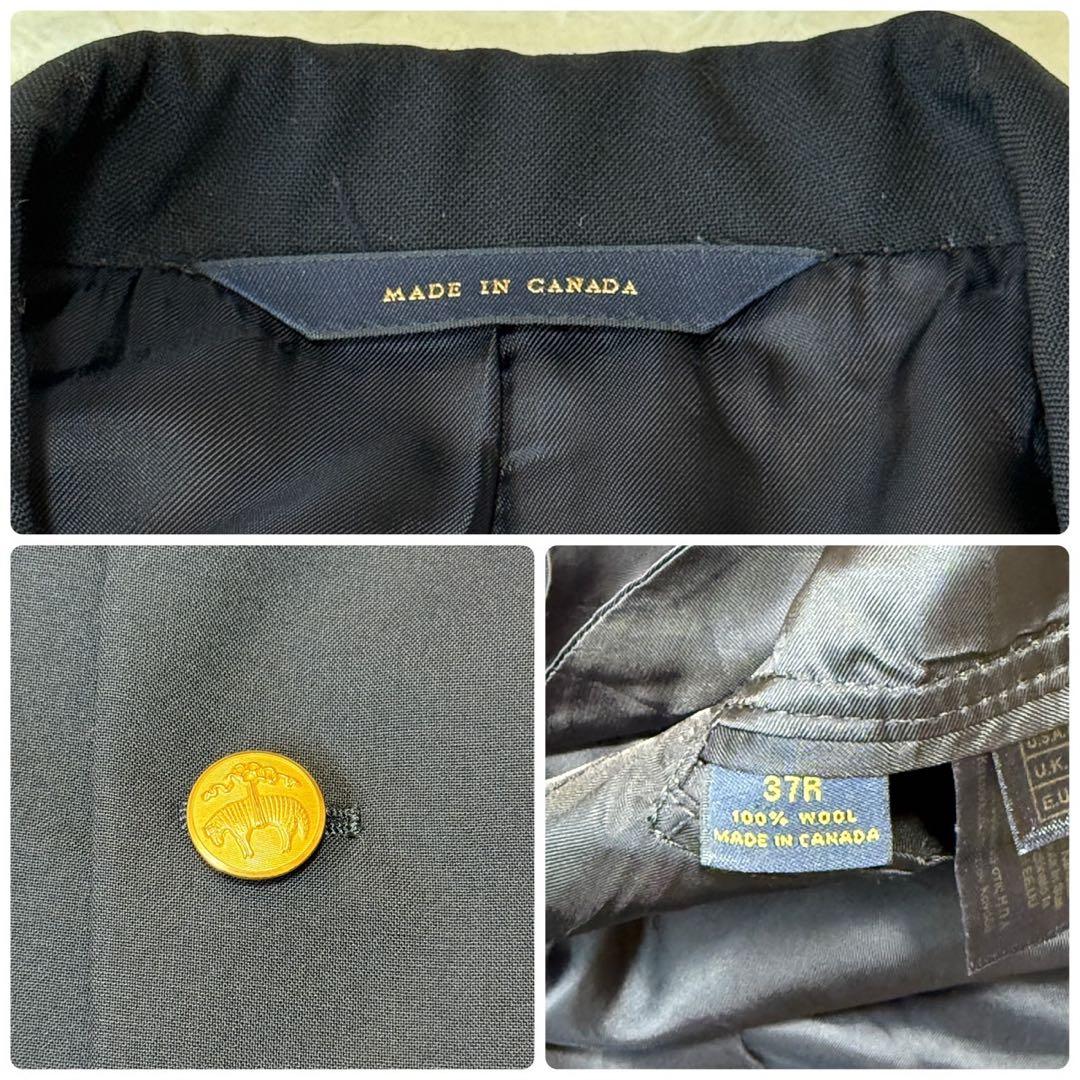 MADE IN CANADA
37R
100% WOOL
MADE IN CANADA
U.S.A.
U.K.
E.U.